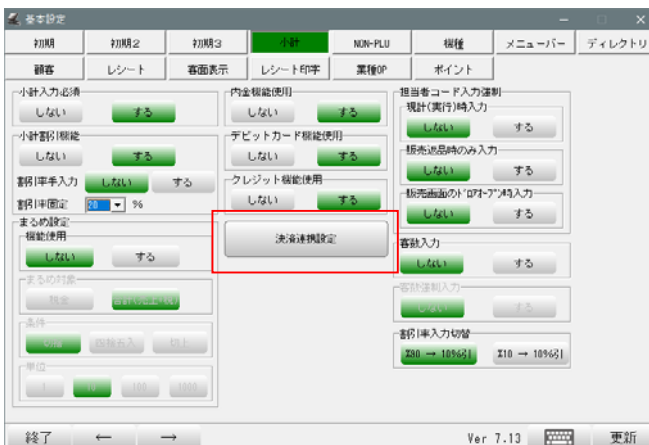 基本設定
初期 初期2 初期3 小計 NON-PLU 機種 メニューバー ディレクトリ
顧客 レシート 客面表示 レシート印字 業種OP ポイント
小計入力必須
しない する
小計割引機能
しない する
割引率手入力 しない する
割引率固定 20 %
まるめ設定
機能使用
しない する
まるめ対象
税金 合計(売上+税)
条件
切捨 四捨五入 切上
単位
1 10 100 1000
内金機能使用
しない する
デビットカード機能使用
しない する
クレジット機能使用
しない する
決済連携設定
担当者コード入力強制
現計(実行)時入力
しない する
販売返品時のみ入力
しない する
販売画面のドロアオープン時入力
しない する
客数入力
しない する
客数強制入力
しない する
割引率入力切替
%90 → 10%引 %10 → 10%引
終了 ← → Ver 7.13 更新